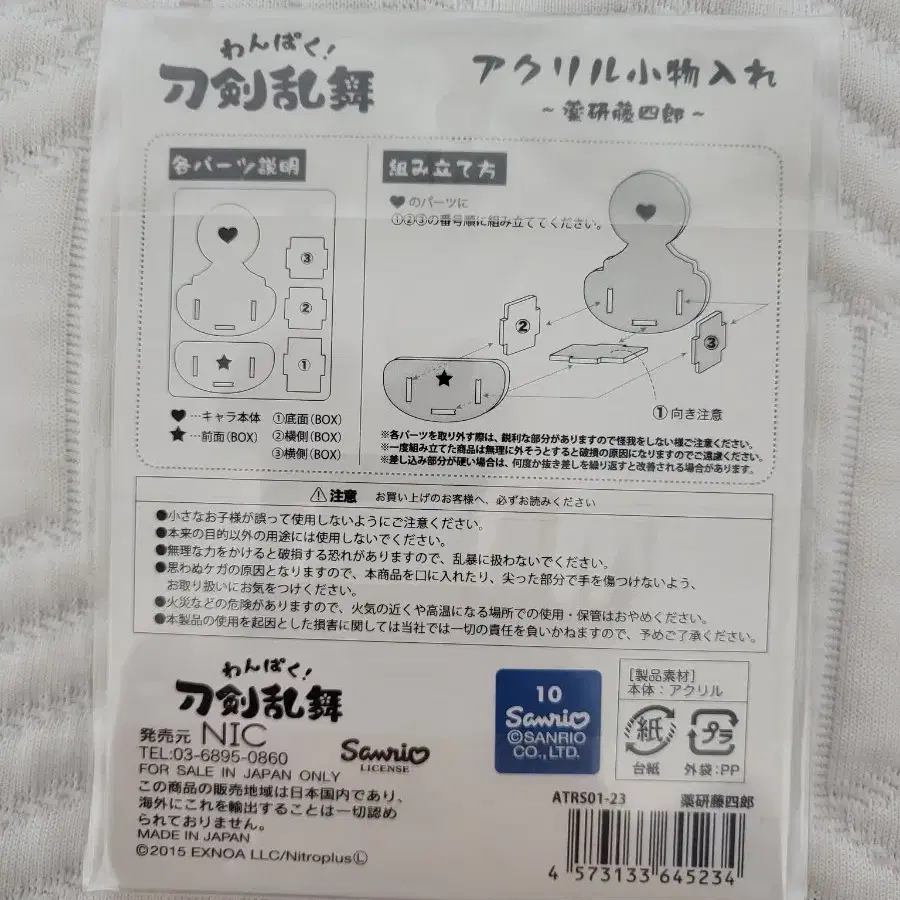 わんぱく!
刀剣乱舞
アクリル小物入れ
~薬研藤四郎~
各パーツ説明
♥
③
②
★
①
♥…キャラ本体 ①底面(BOX)
★…前面(BOX) ②横側(BOX)
③横側(BOX)
組み立て方
♥のパーツに
①②③の番号順に組み立ててください。
♥
②
③
★
①向き注意
※各パーツを取り外す際は、鋭利な部分がありますので怪我をしない様ご注意ください。
※一度組み立てた商品は無理に外そうとすると破損の原因になりますのでご遠慮ください。
※差し込み部分が硬い場合は、何度か抜き差しを繰り返すと改善される場合があります。
⚠注意 お買い上げのお客様へ、必ずお読みください
●小さなお子様が誤って使用しないようにご注意ください。
●本来の目的以外の用途には使用しないでください。
●無理な力をかけると破損する恐れがありますので、乱暴に扱わないでください。
●思わぬケガの原因となりますので、本商品を口に入れたり、尖った部分で手を傷つけないよう、
お取り扱いにお気をつけください。
●火災などの危険がありますので、火気の近くや高温になる場所での使用・保管はおやめください。
●本製品の使用を起因とした損害に関しては当社では一切の責任を負いかねますので、予めご了承ください。
わんぱく!
刀剣乱舞
発売元 NIC
TEL:03-6895-0860
FOR SALE IN JAPAN ONLY
この商品の販売地域は日本国内であり、
海外にこれを輸出することは一切認め
られておりません。
MADE IN JAPAN
©2015 EXNOA LLC/NitroplusⓁ
Sanrio
LICENSE
10
Sanrio
©SANRIO
CO.,LTD.
[製品素材]
本体:アクリル
紙
台紙
プラ
外袋:PP
ATRS01-23 薬研藤四郎
4 573133 645234